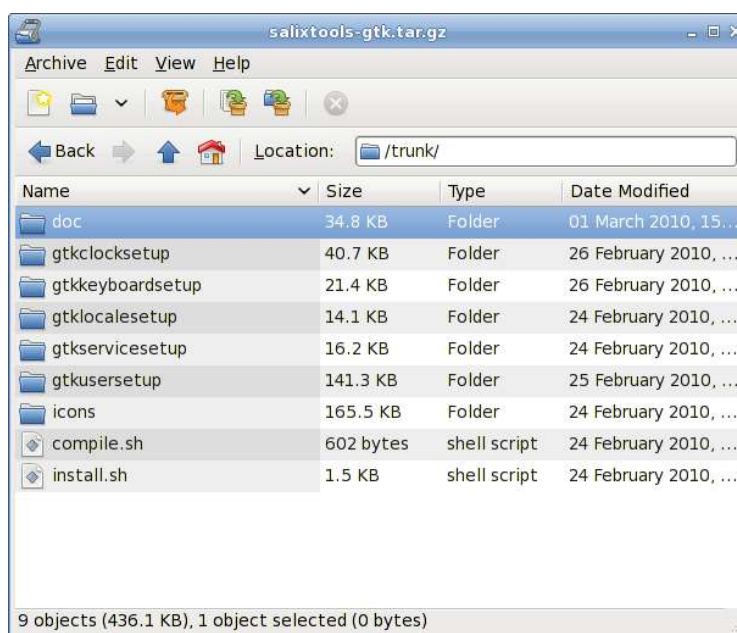 salixtools-gtk.tar.gz
Archive Edit View Help
Back Location: /trunk/
Name Size Type Date Modified
doc 34.8 KB Folder 01 March 2010, 15...
gtkclocksetup 40.7 KB Folder 26 February 2010, ...
gtkkeyboardsetup 21.4 KB Folder 26 February 2010, ...
gtklocalesetup 14.1 KB Folder 24 February 2010, ...
gtkservicesetup 16.2 KB Folder 24 February 2010, ...
gtkusersetup 141.3 KB Folder 25 February 2010, ...
icons 165.5 KB Folder 24 February 2010, ...
compile.sh 602 bytes shell script 24 February 2010, ...
install.sh 1.5 KB shell script 24 February 2010, ...
9 objects (436.1 KB), 1 object selected (0 bytes)